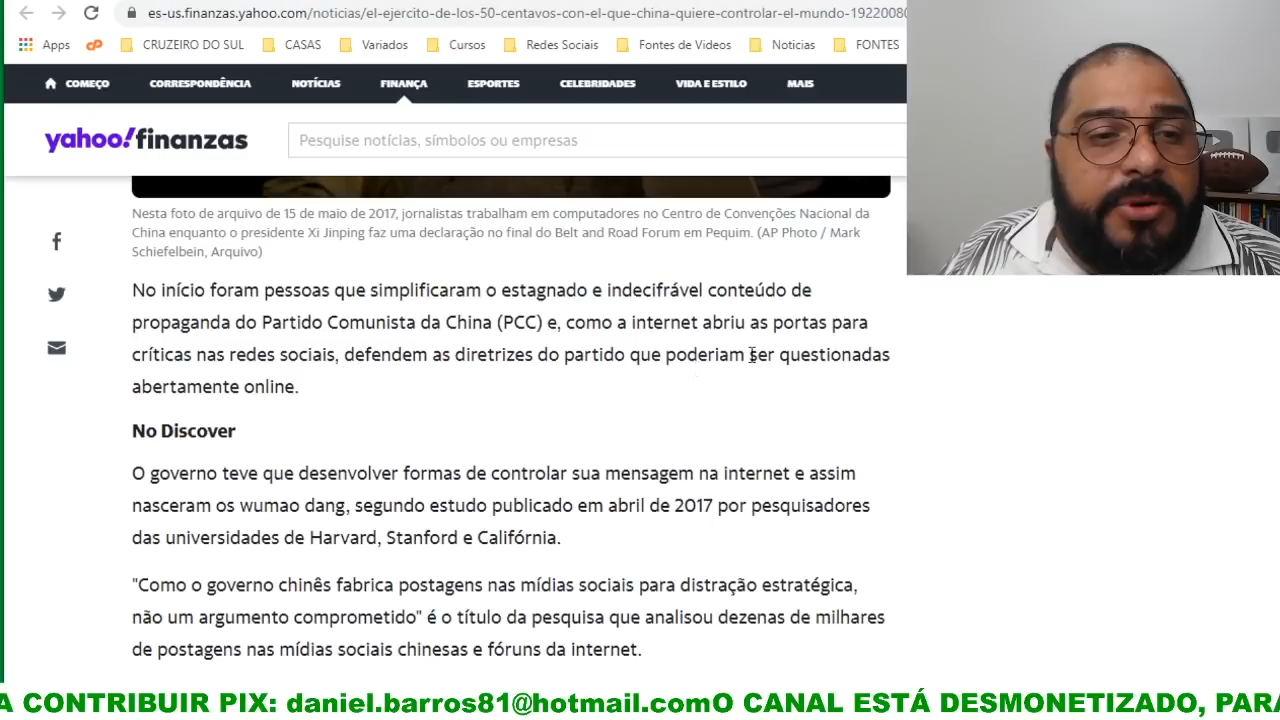 es-us.finanzas.yahoo.com/noticias/el-ejercito-de-los-50-centavos-con-el-que-china-quiere-controlar-el-mundo-19220080
Apps CRUZEIRO DO SUL CASAS Variados Cursos Redes Sociais Fontes de Videos Noticias FONTES
COMEÇO CORRESPONDÊNCIA NOTÍCIAS FINANÇA ESPORTES CELEBRIDADES VIDA E ESTILO MAIS
yahoo!finanzas Pesquise notícias, símbolos ou empresas
Nesta foto de arquivo de 15 de maio de 2017, jornalistas trabalham em computadores no Centro de Convenções Nacional da
China enquanto o presidente Xi Jinping faz uma declaração no final do Belt and Road Forum em Pequim. (AP Photo / Mark
Schiefelbein, Arquivo)
No início foram pessoas que simplificaram o estagnado e indecifrável conteúdo de
propaganda do Partido Comunista da China (PCC) e, como a internet abriu as portas para
críticas nas redes sociais, defendem as diretrizes do partido que poderiam ser questionadas
abertamente online.
No Discover
O governo teve que desenvolver formas de controlar sua mensagem na internet e assim
nasceram os wumao dang, segundo estudo publicado em abril de 2017 por pesquisadores
das universidades de Harvard, Stanford e Califórnia.
"Como o governo chinês fabrica postagens nas mídias sociais para distração estratégica,
não um argumento comprometido" é o título da pesquisa que analisou dezenas de milhares
de postagens nas mídias sociais chinesas e fóruns da internet.
A CONTRIBUIR PIX: daniel.barros81@hotmail.comO CANAL ESTÁ DESMONETIZADO, PARA